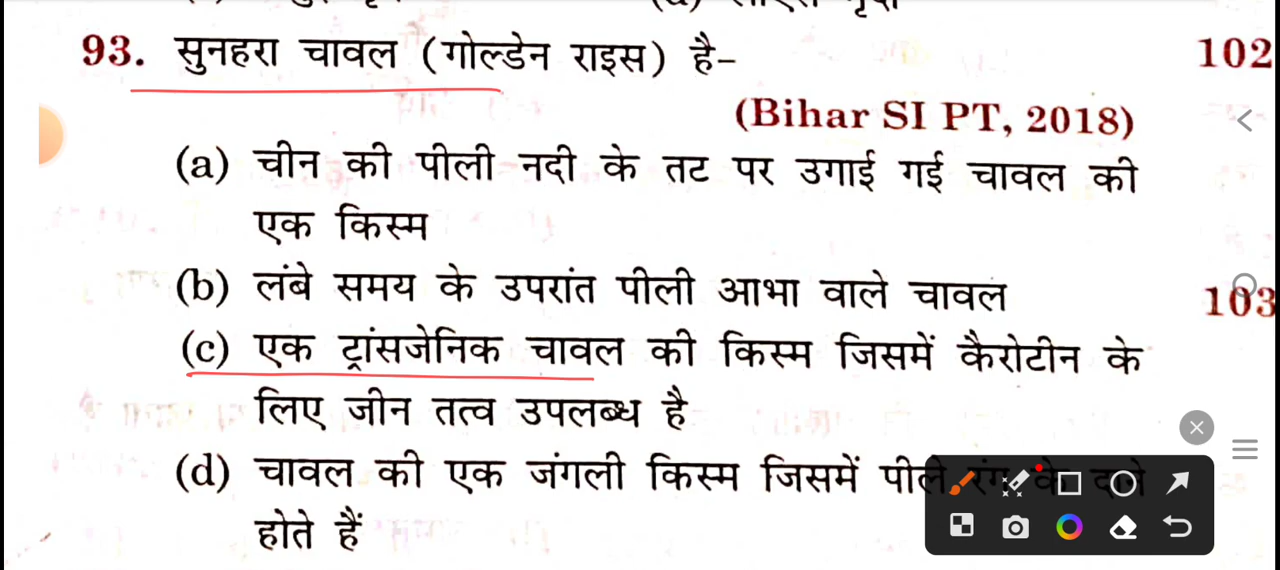 93. सुनहरा चावल (गोल्डेन राइस) है-
102
(Bihar SI PT, 2018)
(a) चीन की पीली नदी के तट पर उगाई गई चावल की
एक किस्म
(b) लंबे समय के उपरांत पीली आभा वाले चावल
103
(c) एक ट्रांसजेनिक चावल की किस्म जिसमें कैरोटीन के
लिए जीन तत्व उपलब्ध है
(d) चावल की एक जंगली किस्म जिसमें पीले रंग के दाने
होते हैं